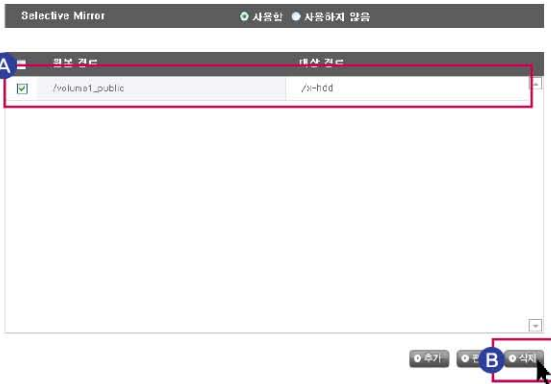 Selective Mirror 사용함 사용하지 않음
A 원본 경로 대상 경로
/volume1_public /x-hdd
추가 B 삭제